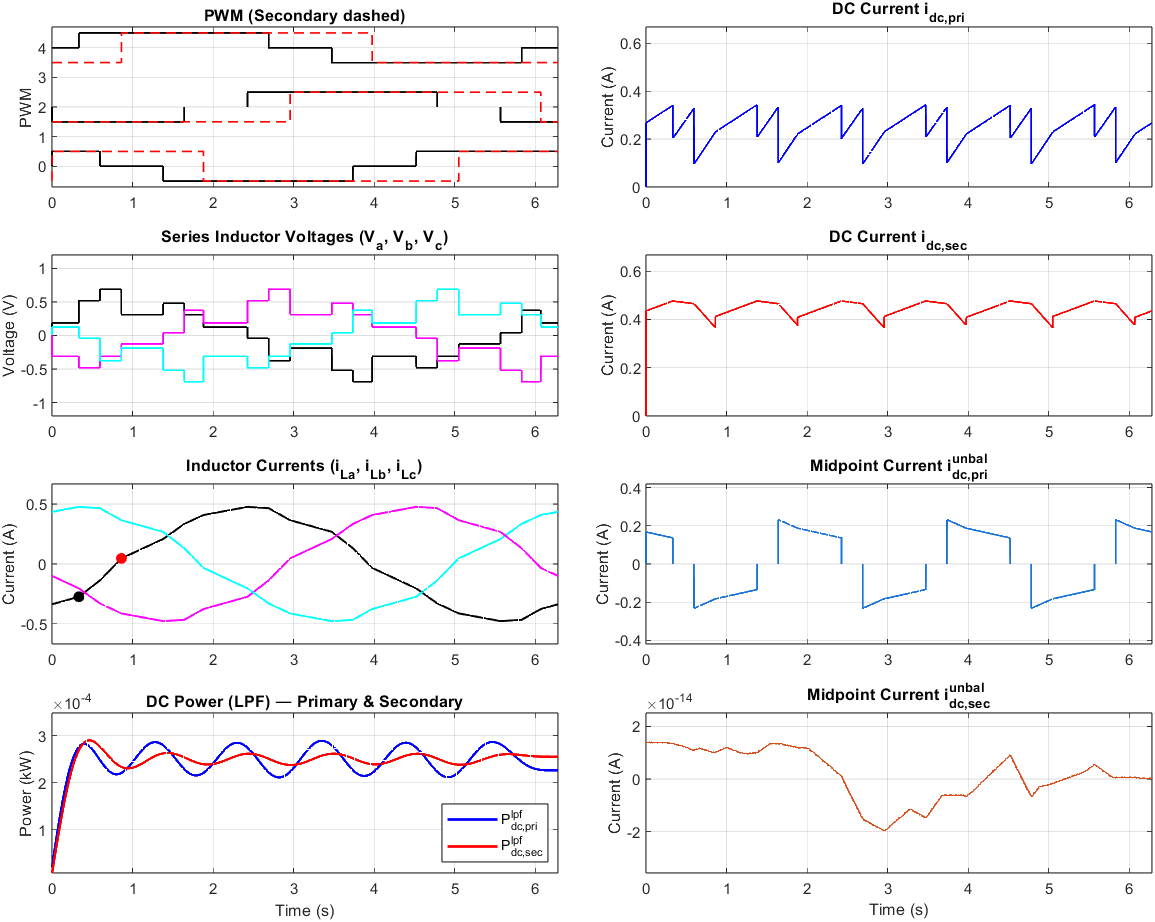 PWM (Secondary dashed)
PWM
4
3
2
1
0
0 1 2 3 4 5 6
DC Current i_dc,pri
Current (A)
0.6
0.4
0.2
0
0 1 2 3 4 5 6
Series Inductor Voltages (V_a, V_b, V_c)
Voltage (V)
1
0.5
0
-0.5
-1
0 1 2 3 4 5 6
DC Current i_dc,sec
Current (A)
0.6
0.4
0.2
0
0 1 2 3 4 5 6
Inductor Currents (i_La, i_Lb, i_Lc)
Current (A)
0.5
0
-0.5
0 1 2 3 4 5 6
Midpoint Current i_dc,pri^unbal
Current (A)
0.4
0.2
0
-0.2
-0.4
0 1 2 3 4 5 6
DC Power (LPF) — Primary & Secondary
×10^-4
Power (kW)
3
2
1
P_dc,pri^lpf
P_dc,sec^lpf
0 1 2 3 4 5 6
Time (s)
Midpoint Current i_dc,sec^unbal
×10^-14
Current (A)
2
0
-2
0 1 2 3 4 5 6
Time (s)